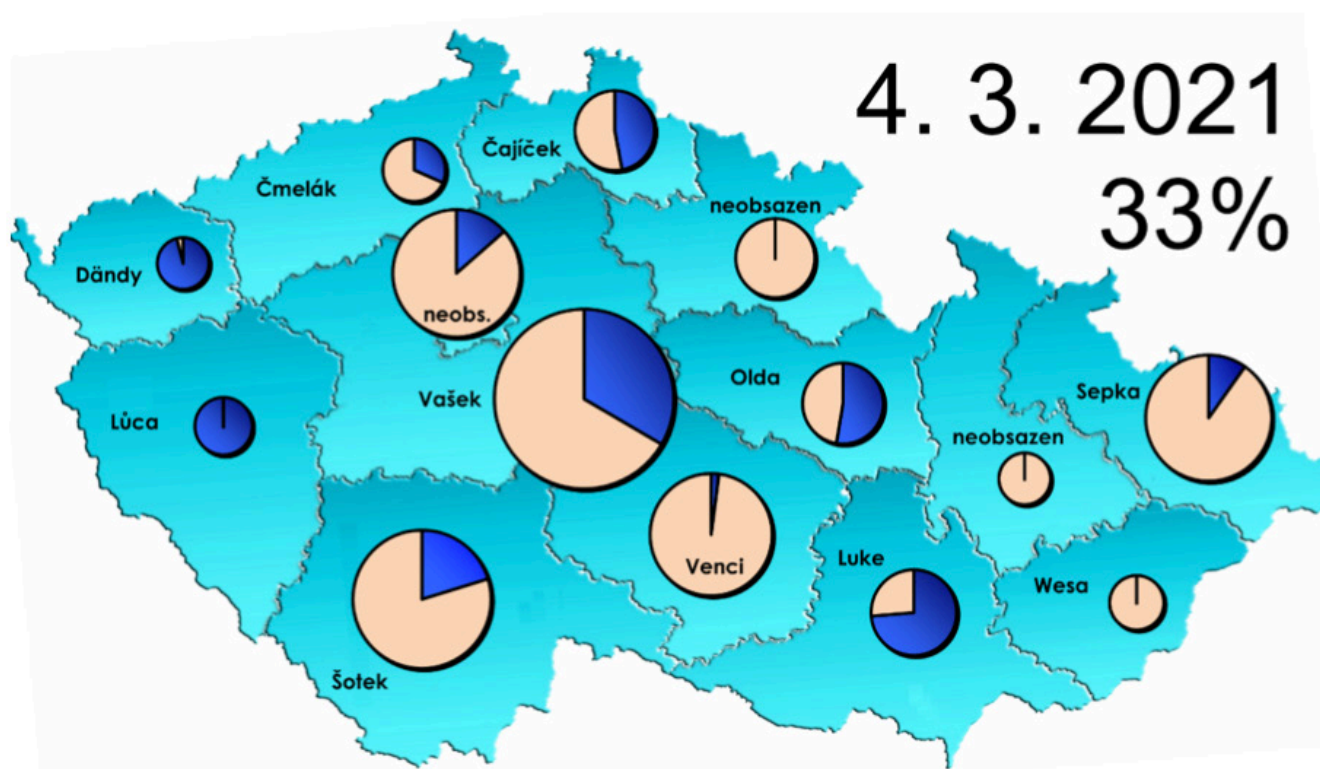 4. 3. 2021
33%
Čajíček
Čmelák
neobsazen
Dändy
neobs.
Olda
Sepka
Vašek
Lůca
neobsazen
Venci
Luke
Wesa
Šotek